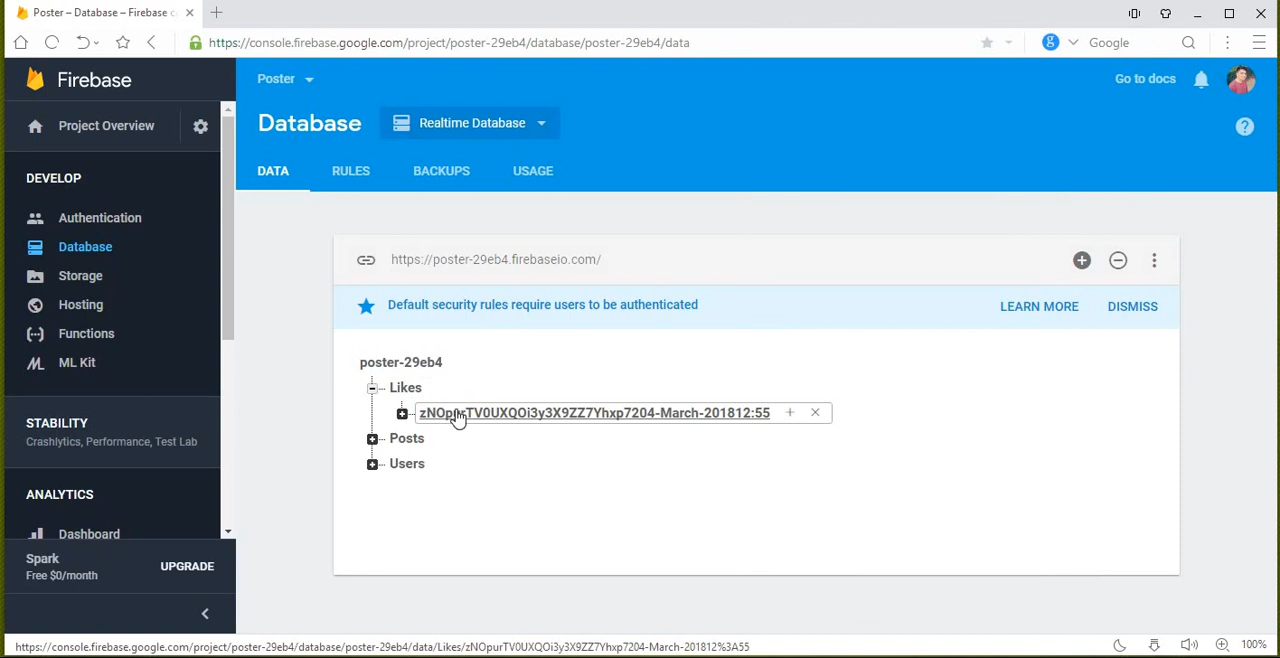 Poster – Database – Firebase c
https://console.firebase.google.com/project/poster-29eb4/database/poster-29eb4/data
g
Google
Firebase
Poster
Go to docs
Project Overview
Database
Realtime Database
?
DATA
RULES
BACKUPS
USAGE
DEVELOP
Authentication
Database
Storage
Hosting
Functions
ML Kit
STABILITY
Crashlytics, Performance, Test Lab
ANALYTICS
Dashboard
Spark
Free $0/month
UPGRADE
https://poster-29eb4.firebaseio.com/
Default security rules require users to be authenticated
LEARN MORE
DISMISS
poster-29eb4
Likes
zNOpurTV0UXQOi3y3X9ZZ7Yhxp7204-March-201812:55
Posts
Users
https://console.firebase.google.com/project/poster-29eb4/database/poster-29eb4/data/Likes/zNOpurTV0UXQOi3y3X9ZZ7Yhxp7204-March-201812%3A55
100%